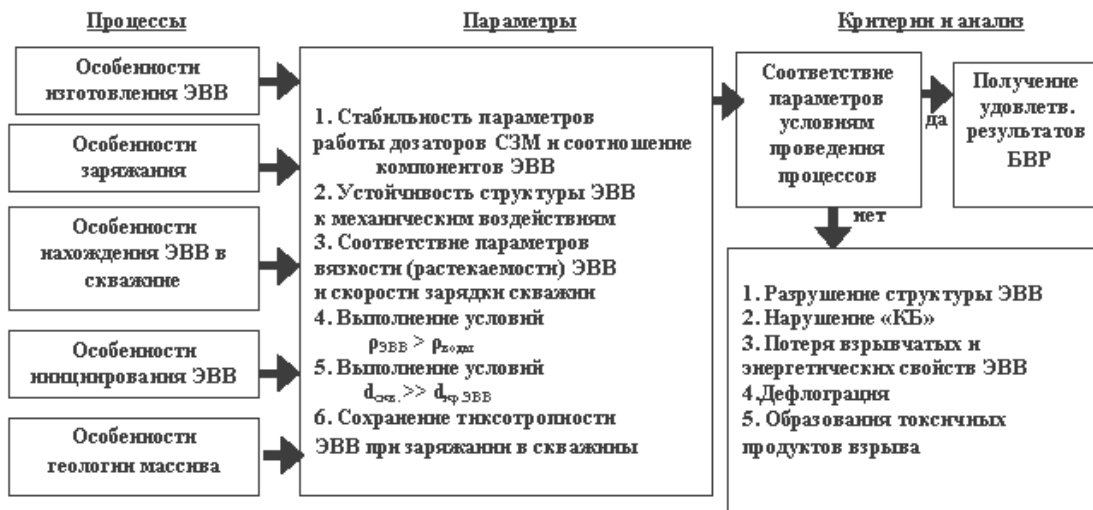 Процессы
Особенности
изготовления ЭВВ
Особенности
заряжания
Особенности
нахождения ЭВВ в
скважине
Особенности
инициирования ЭВВ
Особенности
геологии массива
Параметры
1. Стабильность параметров
работы дозаторов СЗМ и соотношение
компонентов ЭВВ
2. Устойчивость структуры ЭВВ
к механическим воздействиям
3. Соответствие параметров
вязкости (растекаемости) ЭВВ
и скорости зарядки скважин
4. Выполнение условий
ρЭВВ > ρводы
5. Выполнение условий
dскв. >> dкр.ЭВВ
6. Сохранение тиксотропности
ЭВВ при заряжании в скважины
Критерии и анализ
Соответствие
параметров
условиям
проведения
процессов
да
Получение
удовлетв.
результатов
БВР
нет
1. Разрушение структуры ЭВВ
2. Нарушение «КБ»
3. Потеря взрывчатых и
энергетических свойств ЭВВ
4.Дефлограция
5. Образования токсичных
продуктов взрыва